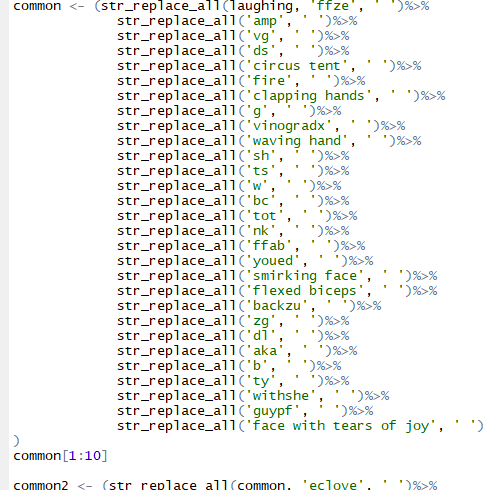 common <- (str_replace_all(laughing, 'ffze', ' ')%>%
str_replace_all('amp', ' ')%>%
str_replace_all('vg', ' ')%>%
str_replace_all('ds', ' ')%>%
str_replace_all('circus tent', ' ')%>%
str_replace_all('fire', ' ')%>%
str_replace_all('clapping hands', ' ')%>%
str_replace_all('g', ' ')%>%
str_replace_all('vinogradx', ' ')%>%
str_replace_all('waving hand', ' ')%>%
str_replace_all('sh', ' ')%>%
str_replace_all('ts', ' ')%>%
str_replace_all('w', ' ')%>%
str_replace_all('bc', ' ')%>%
str_replace_all('tot', ' ')%>%
str_replace_all('nk', ' ')%>%
str_replace_all('ffab', ' ')%>%
str_replace_all('youed', ' ')%>%
str_replace_all('smirking face', ' ')%>%
str_replace_all('flexed biceps', ' ')%>%
str_replace_all('backzu', ' ')%>%
str_replace_all('zg', ' ')%>%
str_replace_all('dl', ' ')%>%
str_replace_all('aka', ' ')%>%
str_replace_all('b', ' ')%>%
str_replace_all('ty', ' ')%>%
str_replace_all('withshe', ' ')%>%
str_replace_all('guypf', ' ')%>%
str_replace_all('face with tears of joy', ' ')
)
common[1:10]
common2 <- (str_replace_all(common, 'eclove', ' ')%>%